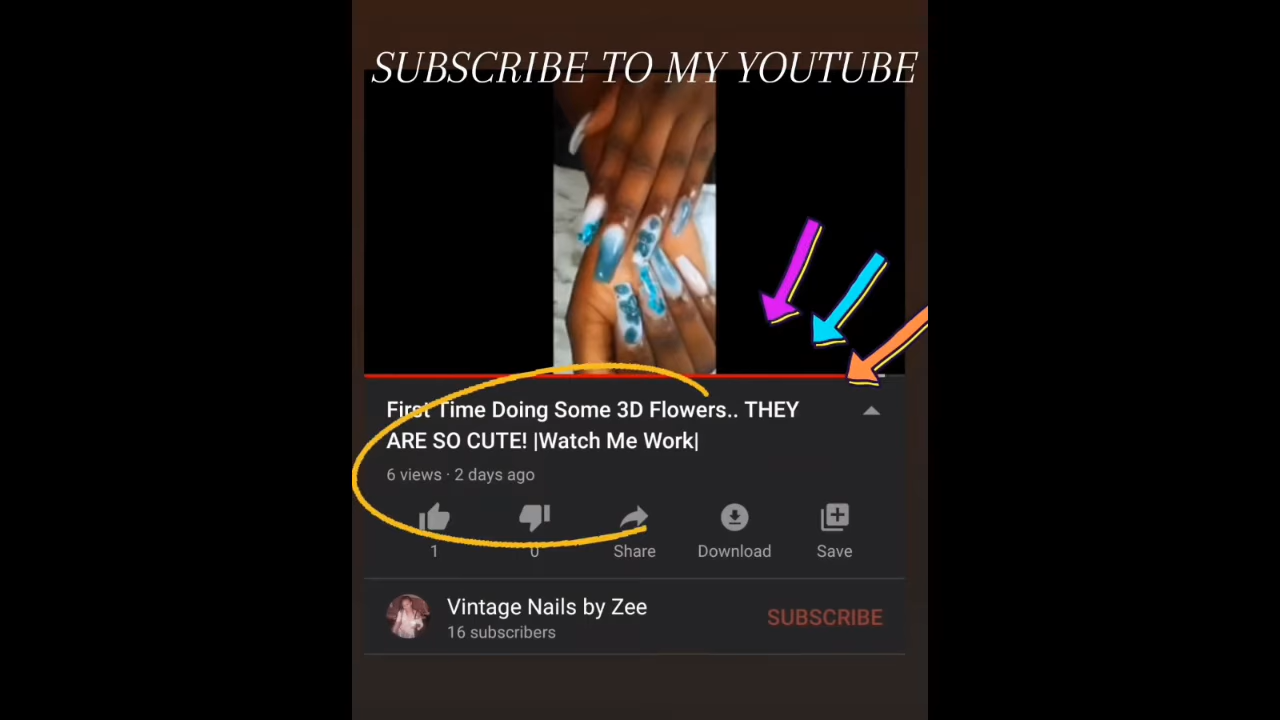 SUBSCRIBE TO MY YOUTUBE
First Time Doing Some 3D Flowers.. THEY
ARE SO CUTE! |Watch Me Work|
6 views · 2 days ago
1
0
Share
Download
Save
Vintage Nails by Zee
SUBSCRIBE
16 subscribers